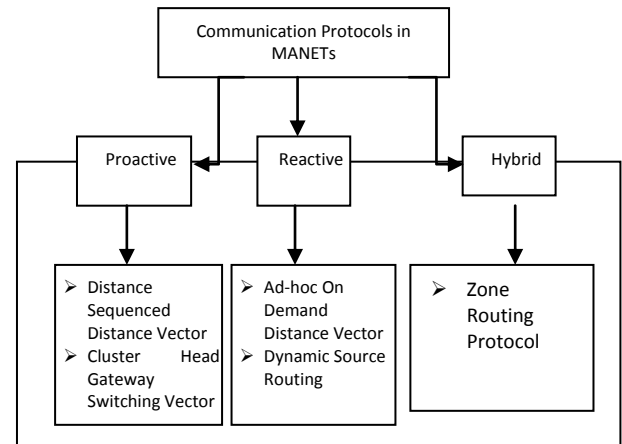 Communication Protocols in
MANETs
Proactive
Reactive
Hybrid
➢ Distance
Sequenced
Distance Vector
➢ Cluster Head
Gateway
Switching Vector
➢ Ad-hoc On
Demand
Distance Vector
➢ Dynamic Source
Routing
➢ Zone
Routing
Protocol